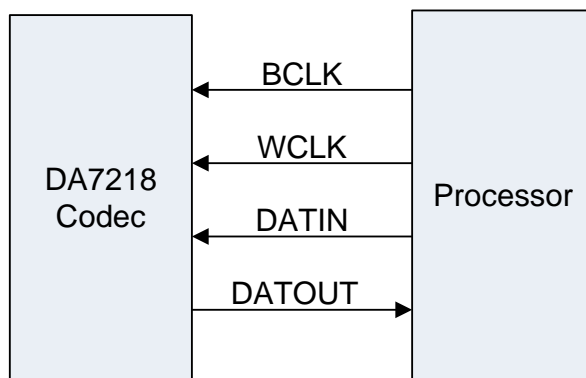 BCLK
WCLK
DA7218
Codec
Processor
DATIN
DATOUT